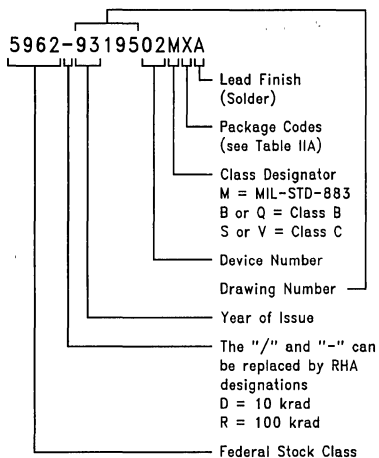 5962-9319502MXA
Lead Finish
(Solder)
Package Codes
(see Table IIA)
Class Designator
M = MIL-STD-883
B or Q = Class B
S or V = Class C
Device Number
Drawing Number
Year of Issue
The "/" and "-" can
be replaced by RHA
designations
D = 10 krad
R = 100 krad
Federal Stock Class